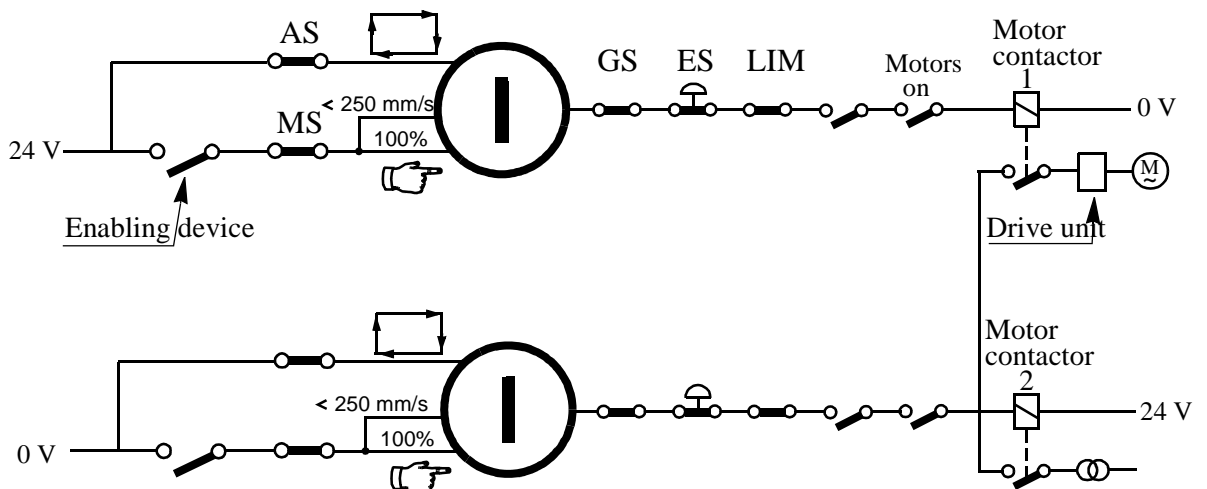 AS
GS ES LIM
Motors
on
Motor
contactor
1
0 V
< 250 mm/s
MS
100%
24 V
M
~
Enabling device
Drive unit
Motor
contactor
2
< 250 mm/s
100%
24 V
0 V